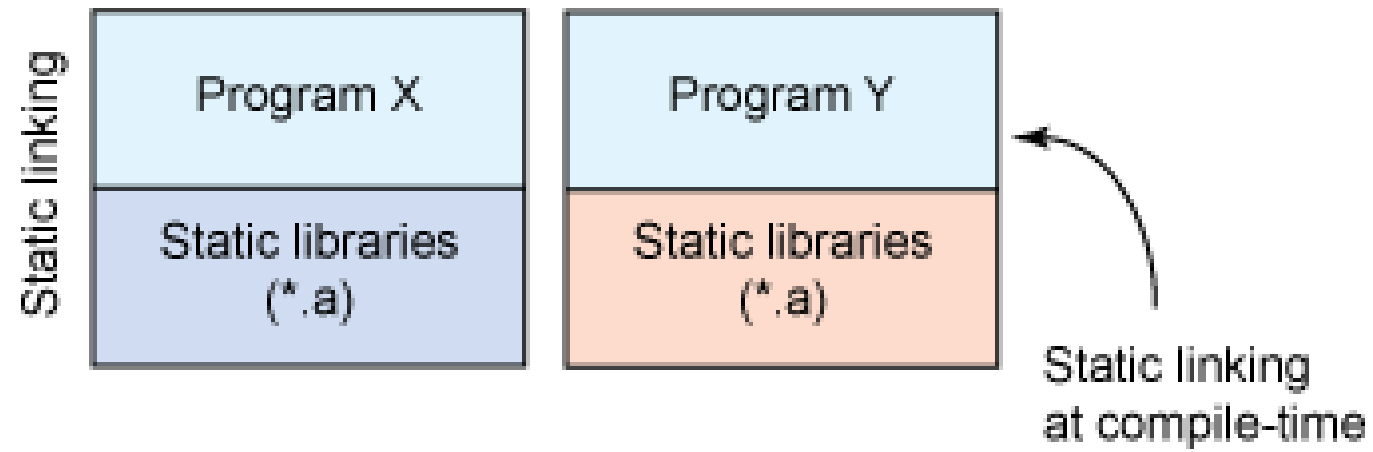 Static linking
Program X
Static libraries
(*.a)
Program Y
Static libraries
(*.a)
Static linking
at compile-time